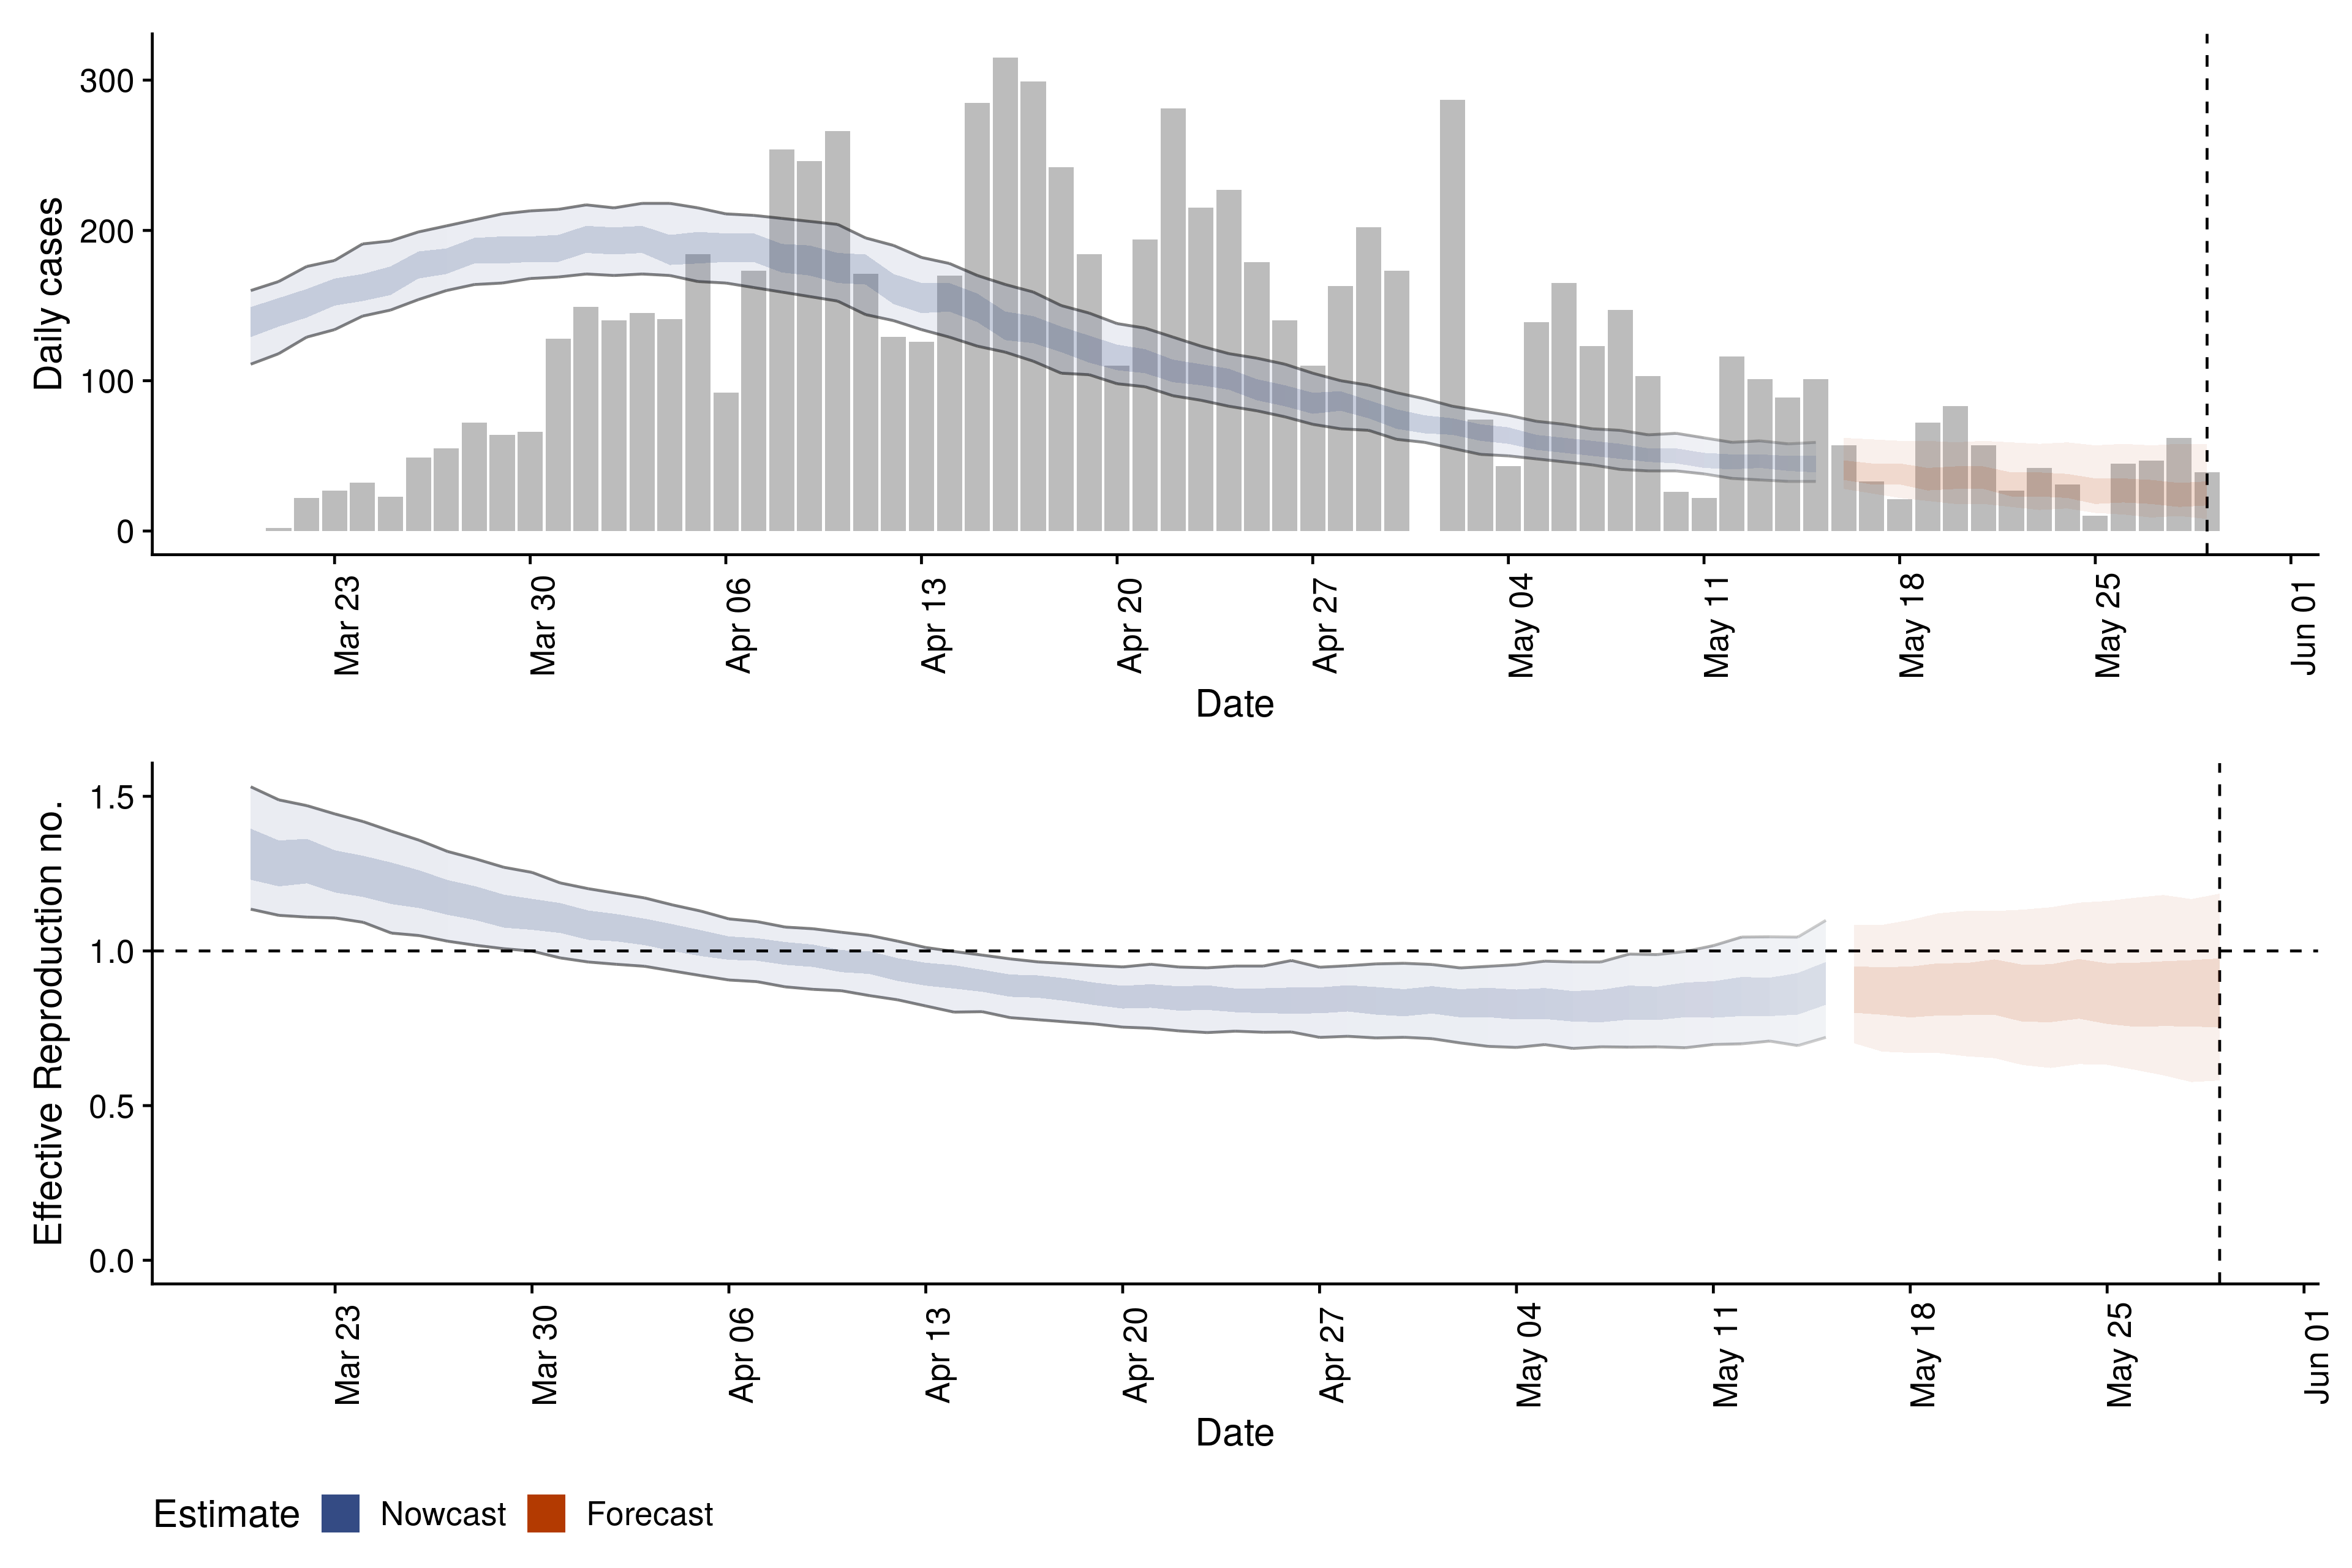 Daily cases
300
200
100
0
Mar 23
Mar 30
Apr 06
Apr 13
Apr 20
Apr 27
May 04
May 11
May 18
May 25
Jun 01
Date
Effective Reproduction no.
1.5
1.0
0.5
0.0
Mar 23
Mar 30
Apr 06
Apr 13
Apr 20
Apr 27
May 04
May 11
May 18
May 25
Jun 01
Date
Estimate Nowcast Forecast